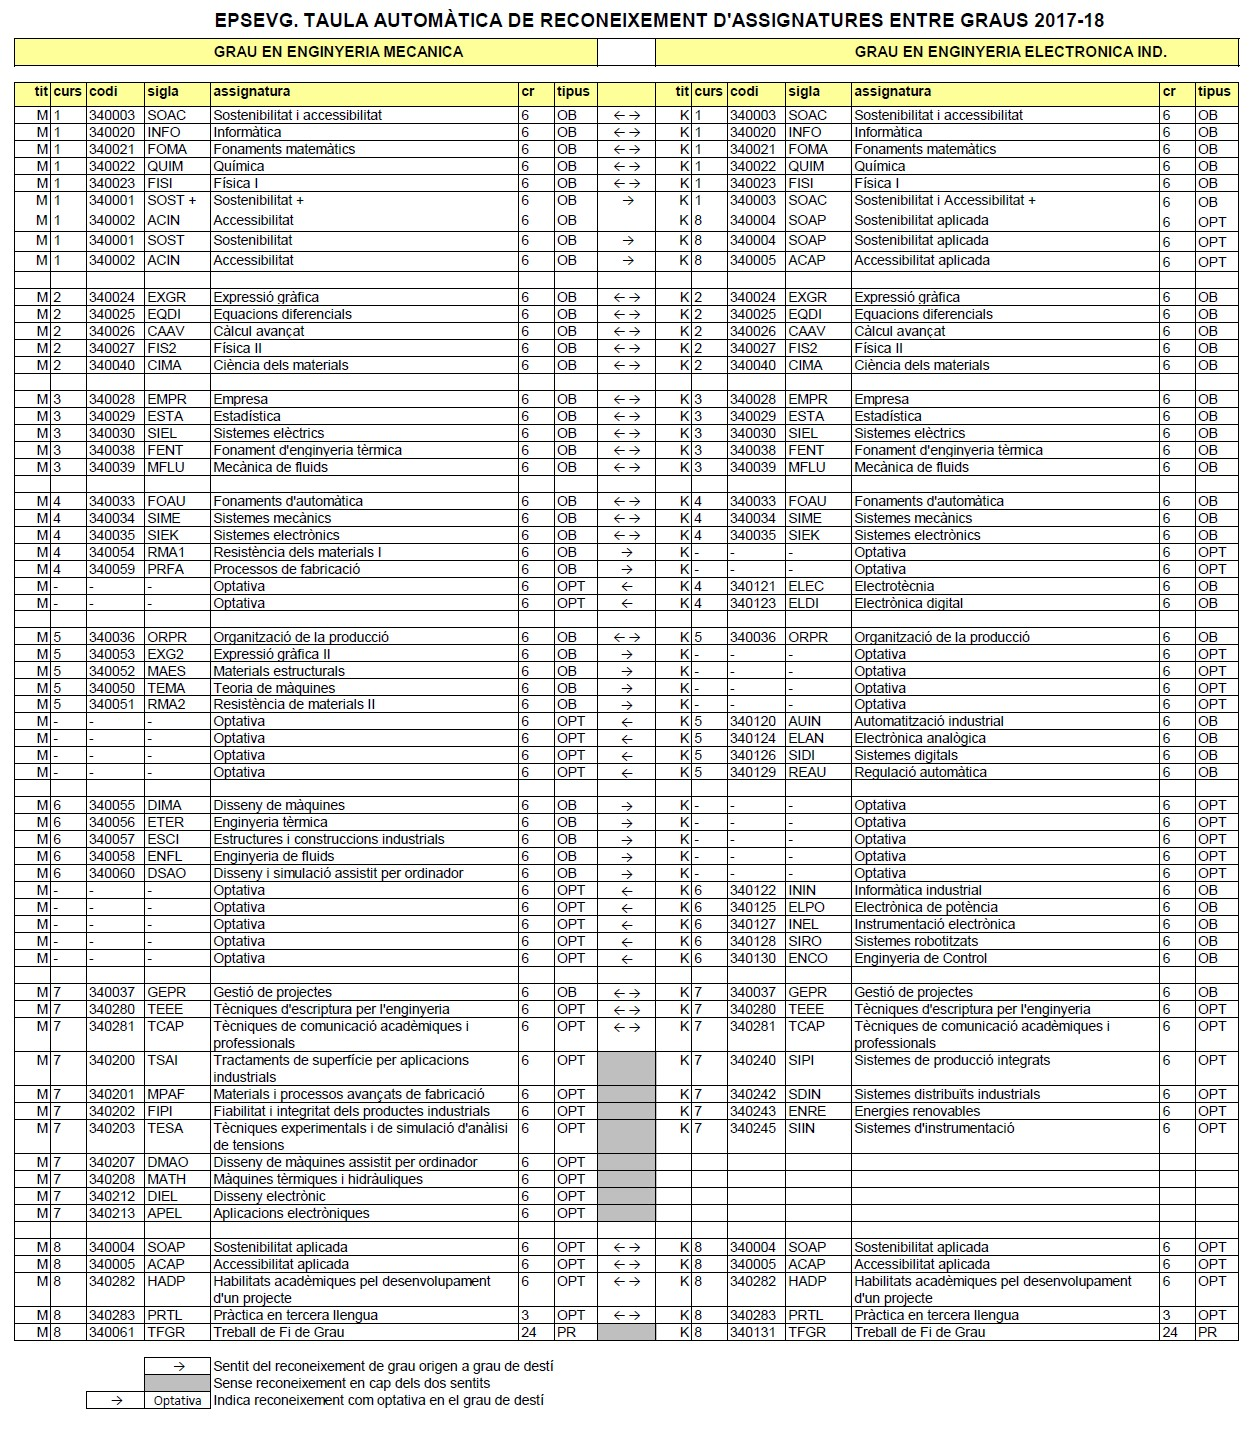 EPSEVG. TAULA AUTOMÀTICA DE RECONEIXEMENT D'ASSIGNATURES ENTRE GRAUS 2017-18
GRAU EN ENGINYERIA MECANICA GRAU EN ENGINYERIA ELECTRONICA IND.
tit curs codi sigla assignatura cr tipus tit curs codi sigla assignatura cr tipus
M 1 340003 SOAC Sostenibilitat i accessibilitat 6 OB ←→ K 1 340003 SOAC Sostenibilitat i accessibilitat 6 OB
M 1 340020 INFO Informàtica 6 OB ←→ K 1 340020 INFO Informàtica 6 OB
M 1 340021 FOMA Fonaments matemàtics 6 OB ←→ K 1 340021 FOMA Fonaments matemàtics 6 OB
M 1 340022 QUIM Química 6 OB ←→ K 1 340022 QUIM Química 6 OB
M 1 340023 FISI Física I 6 OB ←→ K 1 340023 FISI Física I 6 OB
M 1 340001 SOST + Sostenibilitat + 6 OB → K 1 340003 SOAC Sostenibilitat i Accessibilitat + 6 OB
M 1 340002 ACIN Accessibilitat 6 OB K 8 340004 SOAP Sostenibilitat aplicada 6 OPT
M 1 340001 SOST Sostenibilitat 6 OB → K 8 340004 SOAP Sostenibilitat aplicada 6 OPT
M 1 340002 ACIN Accessibilitat 6 OB → K 8 340005 ACAP Accessibilitat aplicada 6 OPT
M 2 340024 EXGR Expressió gràfica 6 OB ←→ K 2 340024 EXGR Expressió gràfica 6 OB
M 2 340025 EQDI Equacions diferencials 6 OB ←→ K 2 340025 EQDI Equacions diferencials 6 OB
M 2 340026 CAAV Càlcul avançat 6 OB ←→ K 2 340026 CAAV Càlcul avançat 6 OB
M 2 340027 FIS2 Física II 6 OB ←→ K 2 340027 FIS2 Física II 6 OB
M 2 340040 CIMA Ciència dels materials 6 OB ←→ K 2 340040 CIMA Ciència dels materials 6 OB
M 3 340028 EMPR Empresa 6 OB ←→ K 3 340028 EMPR Empresa 6 OB
M 3 340029 ESTA Estadística 6 OB ←→ K 3 340029 ESTA Estadística 6 OB
M 3 340030 SIEL Sistemes elèctrics 6 OB ←→ K 3 340030 SIEL Sistemes elèctrics 6 OB
M 3 340038 FENT Fonament d'enginyeria tèrmica 6 OB ←→ K 3 340038 FENT Fonament d'enginyeria tèrmica 6 OB
M 3 340039 MFLU Mecànica de fluids 6 OB ←→ K 3 340039 MFLU Mecànica de fluids 6 OB
M 4 340033 FOAU Fonaments d'automàtica 6 OB ←→ K 4 340033 FOAU Fonaments d'automàtica 6 OB
M 4 340034 SIME Sistemes mecànics 6 OB ←→ K 4 340034 SIME Sistemes mecànics 6 OB
M 4 340035 SIEK Sistemes electrònics 6 OB ←→ K 4 340035 SIEK Sistemes electrònics 6 OB
M 4 340054 RMA1 Resistència dels materials I 6 OB → K - - - Optativa 6 OPT
M 4 340059 PRFA Processos de fabricació 6 OB → K - - - Optativa 6 OPT
M - - - Optativa 6 OPT ← K 4 340121 ELEC Electrotècnia 6 OB
M - - - Optativa 6 OPT ← K 4 340123 ELDI Electrònica digital 6 OB
M 5 340036 ORPR Organització de la producció 6 OB ←→ K 5 340036 ORPR Organització de la producció 6 OB
M 5 340053 EXG2 Expressió gràfica II 6 OB → K - - - Optativa 6 OPT
M 5 340052 MAES Materials estructurals 6 OB → K - - - Optativa 6 OPT
M 5 340050 TEMA Teoria de màquines 6 OB → K - - - Optativa 6 OPT
M 5 340051 RMA2 Resistència de materials II 6 OB → K - - - Optativa 6 OPT
M - - - Optativa 6 OPT ← K 5 340120 AUIN Automatització industrial 6 OB
M - - - Optativa 6 OPT ← K 5 340124 ELAN Electrònica analògica 6 OB
M - - - Optativa 6 OPT ← K 5 340126 SIDI Sistemes digitals 6 OB
M - - - Optativa 6 OPT ← K 5 340129 REAU Regulació automàtica 6 OB
M 6 340055 DIMA Disseny de màquines 6 OB → K - - - Optativa 6 OPT
M 6 340056 ETER Enginyeria tèrmica 6 OB → K - - - Optativa 6 OPT
M 6 340057 ESCI Estructures i construccions industrials 6 OB → K - - - Optativa 6 OPT
M 6 340058 ENFL Enginyeria de fluids 6 OB → K - - - Optativa 6 OPT
M 6 340060 DSAO Disseny i simulació assistit per ordinador 6 OB → K - - - Optativa 6 OPT
M - - - Optativa 6 OPT ← K 6 340122 ININ Informàtica industrial 6 OB
M - - - Optativa 6 OPT ← K 6 340125 ELPO Electrònica de potència 6 OB
M - - - Optativa 6 OPT ← K 6 340127 INEL Instrumentació electrònica 6 OB
M - - - Optativa 6 OPT ← K 6 340128 SIRO Sistemes robotitzats 6 OB
M - - - Optativa 6 OPT ← K 6 340130 ENCO Enginyeria de Control 6 OB
M 7 340037 GEPR Gestió de projectes 6 OB ←→ K 7 340037 GEPR Gestió de projectes 6 OB
M 7 340280 TEEE Tècniques d'escriptura per l'enginyeria 6 OPT ←→ K 7 340280 TEEE Tècniques d'escriptura per l'enginyeria 6 OPT
M 7 340281 TCAP Tècniques de comunicació acadèmiques i 6 OPT ←→ K 7 340281 TCAP Tècniques de comunicació acadèmiques i 6 OPT
professionals professionals
M 7 340200 TSAI Tractaments de superfície per aplicacions 6 OPT K 7 340240 SIPI Sistemes de producció integrats 6 OPT
industrials
M 7 340201 MPAF Materials i processos avançats de fabricació 6 OPT K 7 340242 SDIN Sistemes distribuïts industrials 6 OPT
M 7 340202 FIPI Fiabilitat i integritat dels productes industrials 6 OPT K 7 340243 ENRE Energies renovables 6 OPT
M 7 340203 TESA Tècniques experimentals i de simulació d'anàlisi 6 OPT K 7 340245 SIIN Sistemes d'instrumentació 6 OPT
de tensions
M 7 340207 DMAO Disseny de màquines assistit per ordinador 6 OPT
M 7 340208 MATH Màquines tèrmiques i hidràuliques 6 OPT
M 7 340212 DIEL Disseny electrònic 6 OPT
M 7 340213 APEL Aplicacions electròniques 6 OPT
M 8 340004 SOAP Sostenibilitat aplicada 6 OPT ←→ K 8 340004 SOAP Sostenibilitat aplicada 6 OPT
M 8 340005 ACAP Accessibilitat aplicada 6 OPT ←→ K 8 340005 ACAP Accessibilitat aplicada 6 OPT
M 8 340282 HADP Habilitats acadèmiques pel desenvolupament 6 OPT ←→ K 8 340282 HADP Habilitats acadèmiques pel desenvolupament 6 OPT
d'un projecte d'un projecte
M 8 340283 PRTL Pràctica en tercera llengua 3 OPT ←→ K 8 340283 PRTL Pràctica en tercera llengua 3 OPT
M 8 340061 TFGR Treball de Fi de Grau 24 PR K 8 340131 TFGR Treball de Fi de Grau 24 PR
→ Sentit del reconeixement de grau origen a grau de destí
Sense reconeixement en cap dels dos sentits
→ Optativa Indica reconeixement com optativa en el grau de destí